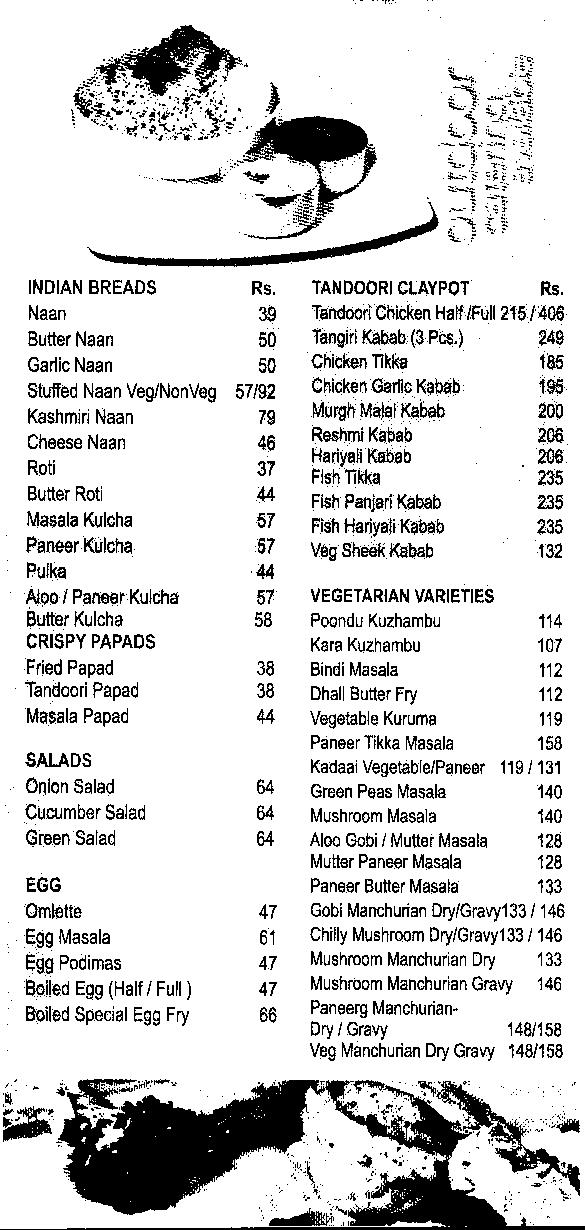 outdoor
INDIAN BREADS Rs.
Naan 39
Butter Naan 50
Garlic Naan 50
Stuffed Naan Veg/NonVeg 57/92
Kashmiri Naan 79
Cheese Naan 46
Roti 37
Butter Roti 44
Masala Kulcha 57
Paneer Kulcha 57
Pulka 44
Aloo / Paneer Kulcha 57
Butter Kulcha 58
CRISPY PAPADS
Fried Papad 38
Tandoori Papad 38
Masala Papad 44
SALADS
Onion Salad 64
Cucumber Salad 64
Green Salad 64
EGG
Omlette 47
Egg Masala 61
Egg Podimas 47
Boiled Egg (Half / Full ) 47
Boiled Special Egg Fry 66
TANDOORI CLAYPOT Rs.
Tandoori Chicken Half /Full 215 / 406
Tangiri Kabab (3 Pcs.) 249
Chicken Tikka 185
Chicken Garlic Kabab 195
Murgh Malai Kabab 200
Reshmi Kabab 206
Hariyali Kabab 206
Fish Tikka 235
Fish Panjari Kabab 235
Fish Hariyali Kabab 235
Veg Sheek Kabab 132
VEGETARIAN VARIETIES
Poondu Kuzhambu 114
Kara Kuzhambu 107
Bindi Masala 112
Dhall Butter Fry 112
Vegetable Kuruma 119
Paneer Tikka Masala 158
Kadaai Vegetable/Paneer 119 / 131
Green Peas Masala 140
Mushroom Masala 140
Aloo Gobi / Mutter Masala 128
Mutter Paneer Masala 128
Paneer Butter Masala 133
Gobi Manchurian Dry/Gravy133 / 146
Chilly Mushroom Dry/Gravy133 / 146
Mushroom Manchurian Dry 133
Mushroom Manchurian Gravy 146
Paneerg Manchurian-
Dry / Gravy 148/158
Veg Manchurian Dry Gravy 148/158